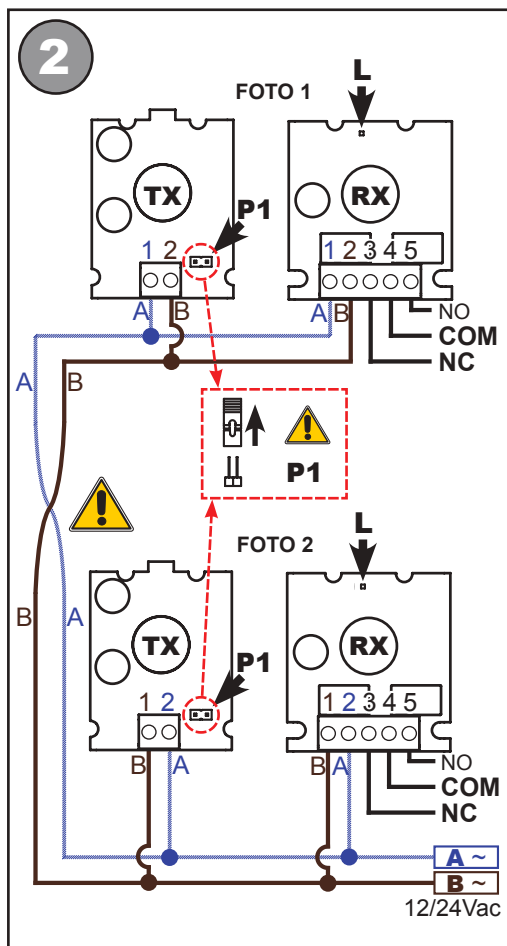 2
FOTO 1
L
TX
RX
P1
1 2
1 2 3 4 5
A B
A B
NO
COM
NC
A B
P1
B A
FOTO 2
L
TX
RX
P1
1 2
1 2 3 4 5
B A
B A
NO
COM
NC
A ~
B ~
12/24Vac